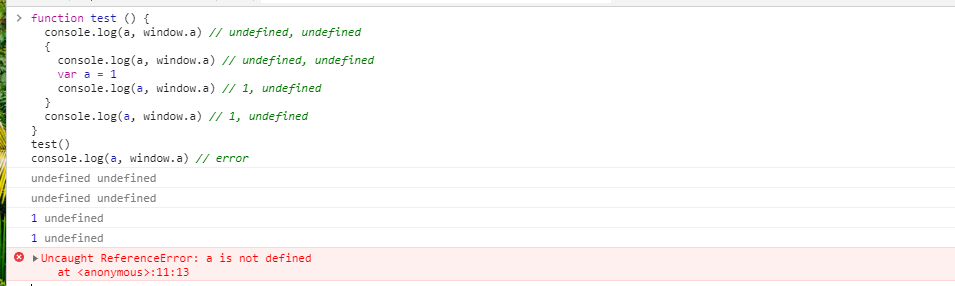 function test () {
console.log(a, window.a) // undefined, undefined
{
console.log(a, window.a) // undefined, undefined
var a = 1
console.log(a, window.a) // 1, undefined
}
console.log(a, window.a) // 1, undefined
}
test()
console.log(a, window.a) // error
undefined undefined
undefined undefined
1 undefined
1 undefined
Uncaught ReferenceError: a is not defined
at <anonymous>:11:13